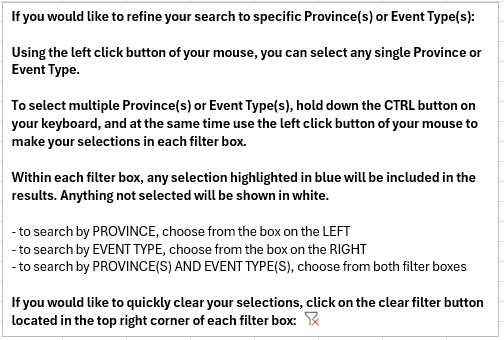 If you would like to refine your search to specific Province(s) or Event Type(s):
Using the left click button of your mouse, you can select any single Province or
Event Type.
To select multiple Province(s) or Event Type(s), hold down the CTRL button on
your keyboard, and at the same time use the left click button of your mouse to
make your selections in each filter box.
Within each filter box, any selection highlighted in blue will be included in the
results. Anything not selected will be shown in white.
- to search by PROVINCE, choose from the box on the LEFT
- to search by EVENT TYPE, choose from the box on the RIGHT
- to search by PROVINCE(S) AND EVENT TYPE(S), choose from both filter boxes
If you would like to quickly clear your selections, click on the clear filter button
located in the top right corner of each filter box: